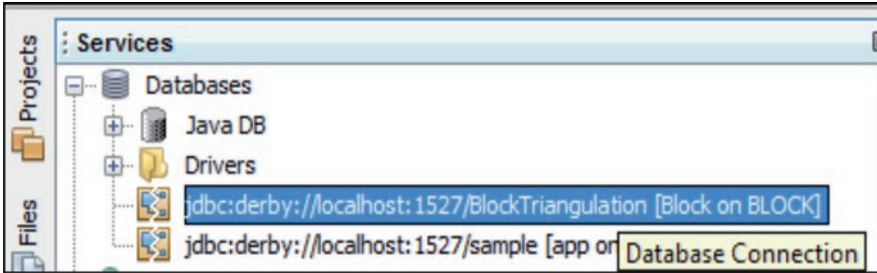 Projects
Files
Services
Databases
Java DB
Drivers
jdbc:derby://localhost:1527/BlockTriangulation [Block on BLOCK]
jdbc:derby://localhost:1527/sample [app on
Database Connection